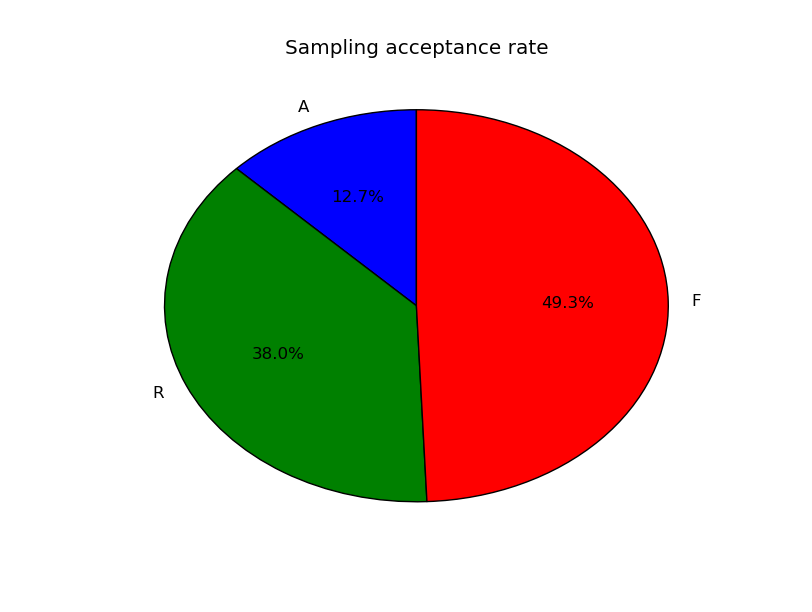 Sampling acceptance rate
A
12.7%
49.3%
F
38.0%
R